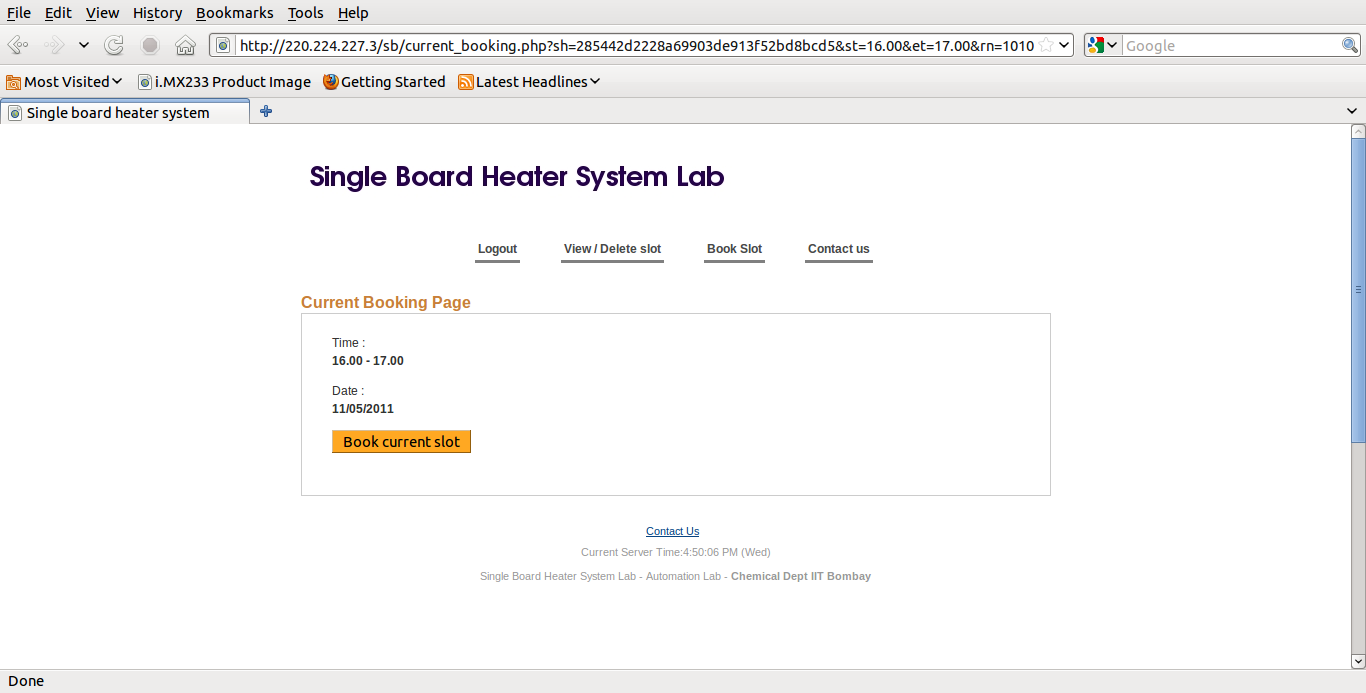 File Edit View History Bookmarks Tools Help
http://220.224.227.3/sb/current_booking.php?sh=285442d2228a69903de913f52bd8bcd5&st=16.00&et=17.00&rn=1010
Google
Most Visited i.MX233 Product Image Getting Started Latest Headlines
Single board heater system
Single Board Heater System Lab
Logout View / Delete slot Book Slot Contact us
Current Booking Page
Time :
16.00 - 17.00
Date :
11/05/2011
Book current slot
Contact Us
Current Server Time:4:50:06 PM (Wed)
Single Board Heater System Lab - Automation Lab - Chemical Dept IIT Bombay
Done